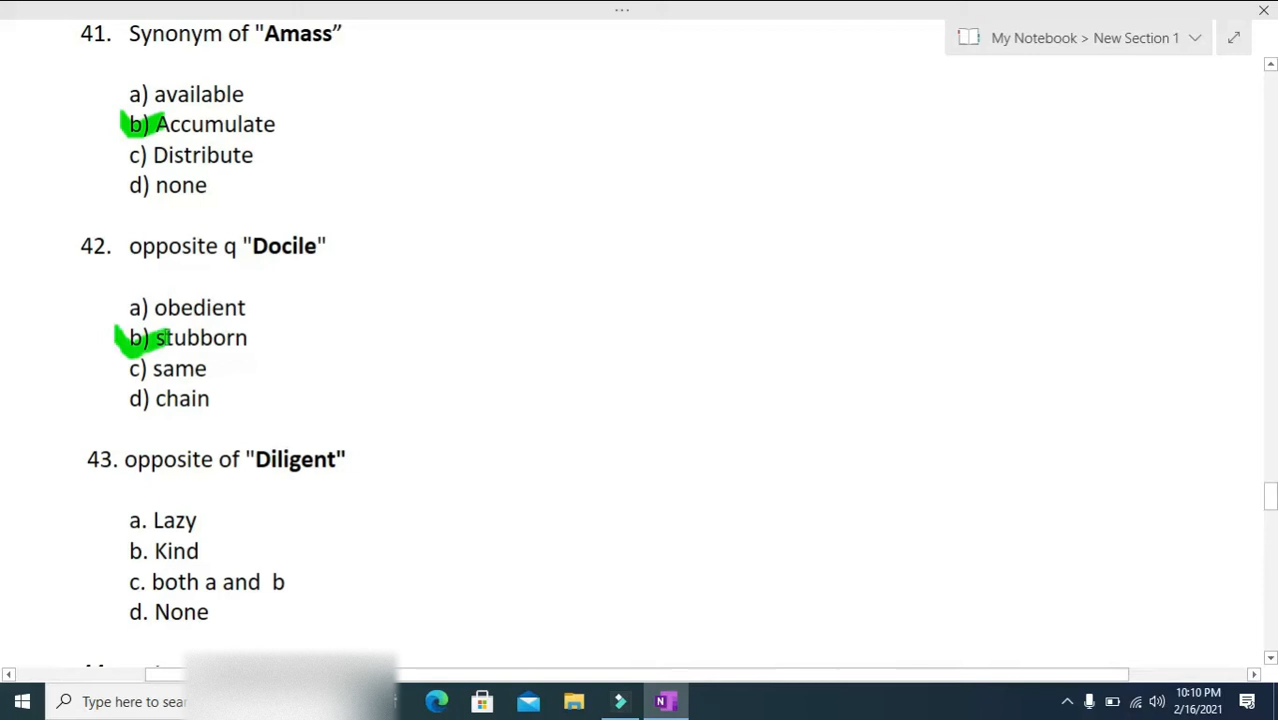 41. Synonym of "Amass”
My Notebook > New Section 1
a) available
b) Accumulate
c) Distribute
d) none
42. opposite q "Docile"
a) obedient
b) stubborn
c) same
d) chain
43. opposite of "Diligent"
a. Lazy
b. Kind
c. both a and b
d. None
Type here to sear
10:10 PM
2/16/2021